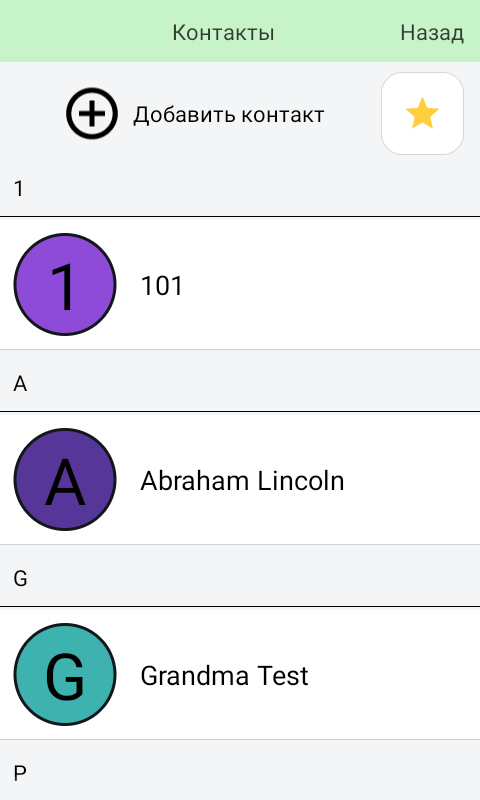 Контакты
Назад
Добавить контакт
1
1
101
A
A
Abraham Lincoln
G
G
Grandma Test
P